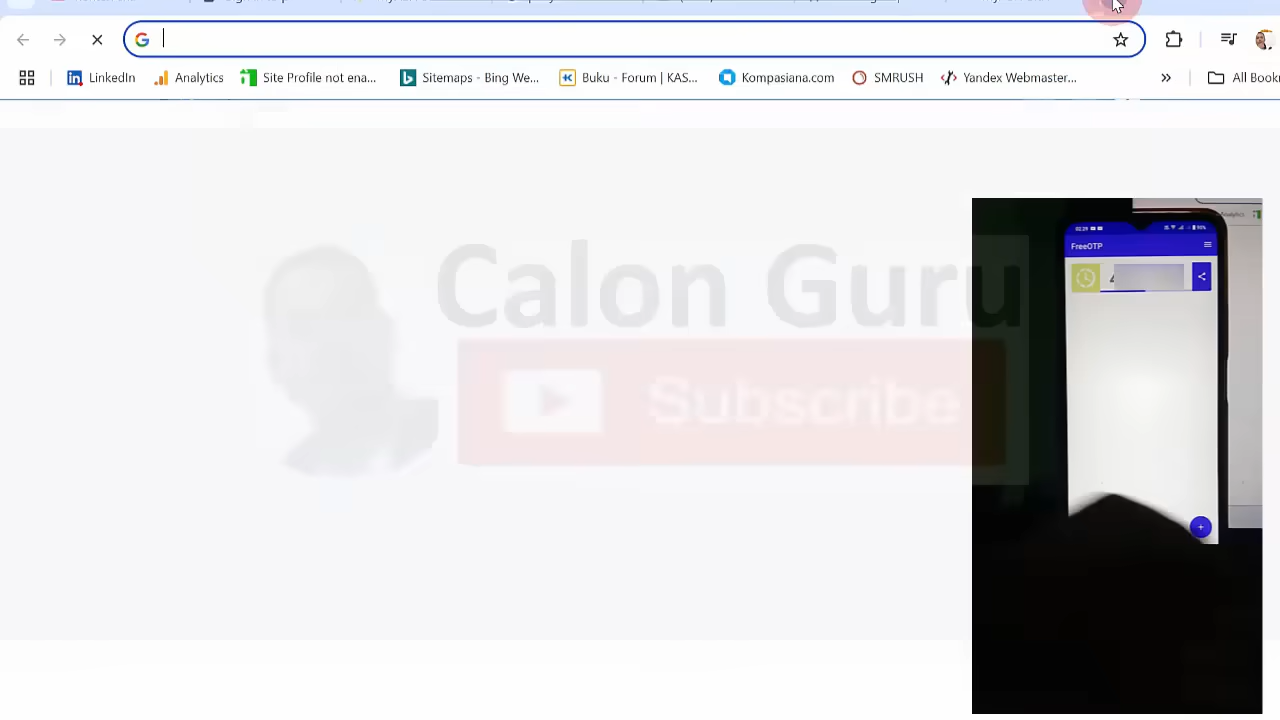 LinkedIn
Analytics
Site Profile not ena...
Sitemaps - Bing We...
Buku - Forum | KAS...
Kompasiana.com
SMRUSH
Yandex Webmaster...
All Book
Calon Guru
Subscribe
FreeOTP